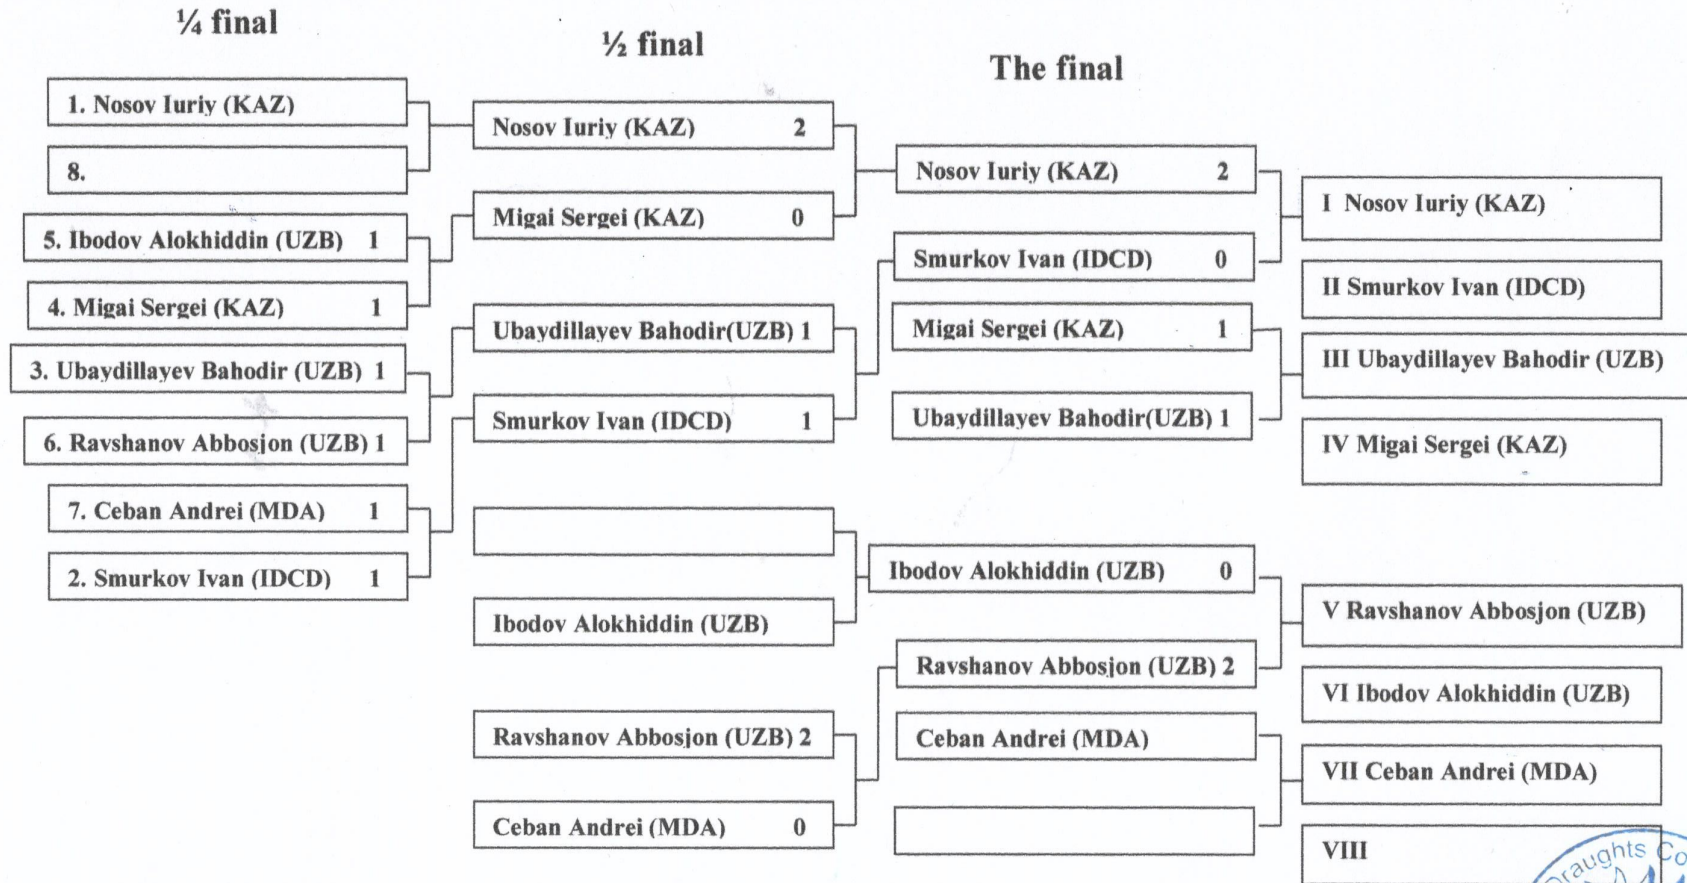 ¼ final
1. Nosov Iuriy (KAZ)
8.
5. Ibodov Alokhiddin (UZB) 1
4. Migai Sergei (KAZ) 1
3. Ubaydillayev Bahodir (UZB) 1
6. Ravshanov Abbosjon (UZB) 1
7. Ceban Andrei (MDA) 1
2. Smurkov Ivan (IDCD) 1
½ final
Nosov Iuriy (KAZ) 2
Migai Sergei (KAZ) 0
Ubaydillayev Bahodir(UZB) 1
Smurkov Ivan (IDCD) 1
Ibodov Alokhiddin (UZB)
Ravshanov Abbosjon (UZB) 2
Ceban Andrei (MDA) 0
The final
Nosov Iuriy (KAZ) 2
Smurkov Ivan (IDCD) 0
Migai Sergei (KAZ) 1
Ubaydillayev Bahodir(UZB) 1
Ibodov Alokhiddin (UZB) 0
Ravshanov Abbosjon (UZB) 2
Ceban Andrei (MDA)
I Nosov Iuriy (KAZ)
II Smurkov Ivan (IDCD)
III Ubaydillayev Bahodir (UZB)
IV Migai Sergei (KAZ)
V Ravshanov Abbosjon (UZB)
VI Ibodov Alokhiddin (UZB)
VII Ceban Andrei (MDA)
VIII
Draughts Co